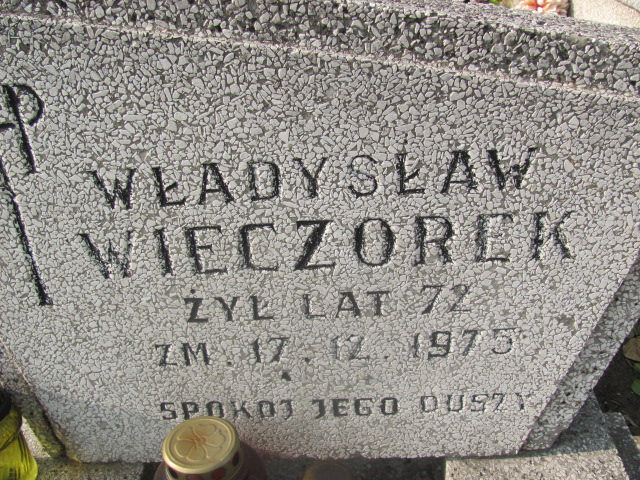 WŁADYSŁAW
WIECZOREK
ŻYŁ LAT 72
ZM. 17.12.1975
SPOKÓJ JEGO DUSZY